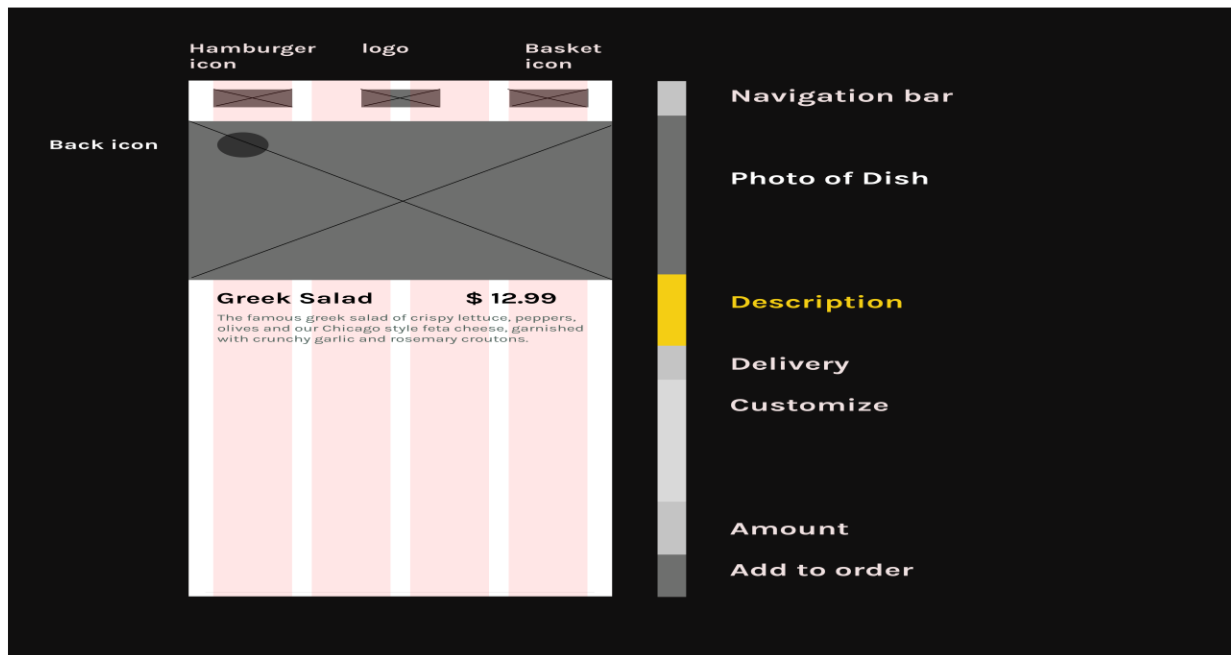 Hamburger icon
logo
Basket icon
Navigation bar
Back icon
Photo of Dish
Greek Salad
$ 12.99
The famous greek salad of crispy lettuce, peppers,
olives and our Chicago style feta cheese, garnished
with crunchy garlic and rosemary croutons.
Description
Delivery
Customize
Amount
Add to order